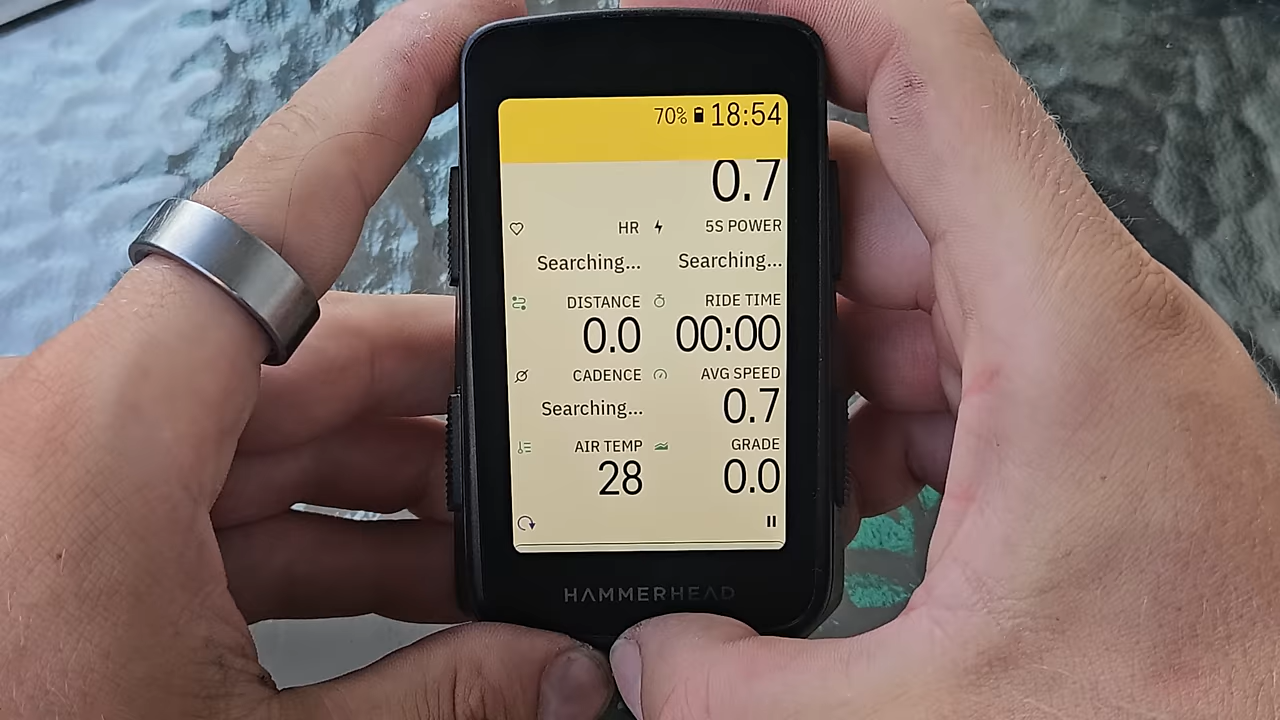 70% 18:54
0.7
HR 5S POWER
Searching... Searching...
DISTANCE RIDE TIME
0.0 00:00
CADENCE AVG SPEED
Searching... 0.7
AIR TEMP GRADE
28 0.0
HAMMERHEAD